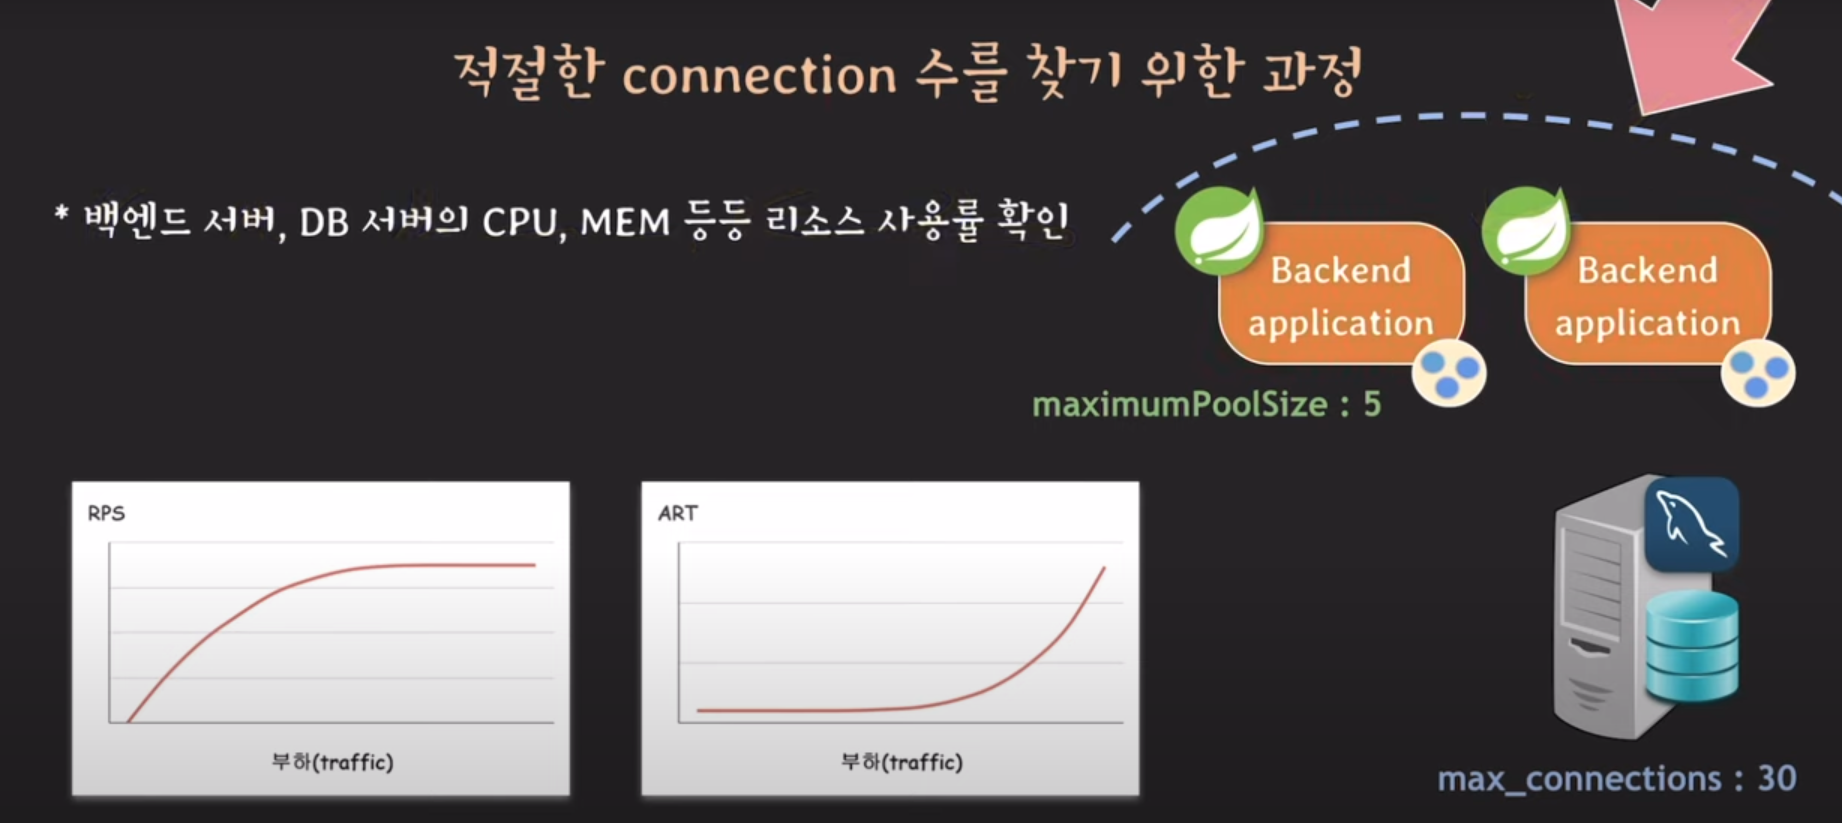 적절한 connection 수를 찾기 위한 과정
* 백엔드 서버, DB 서버의 CPU, MEM 등등 리소스 사용률 확인
Backend
application
Backend
application
maximumPoolSize : 5
RPS
부하(traffic)
ART
부하(traffic)
max_connections : 30